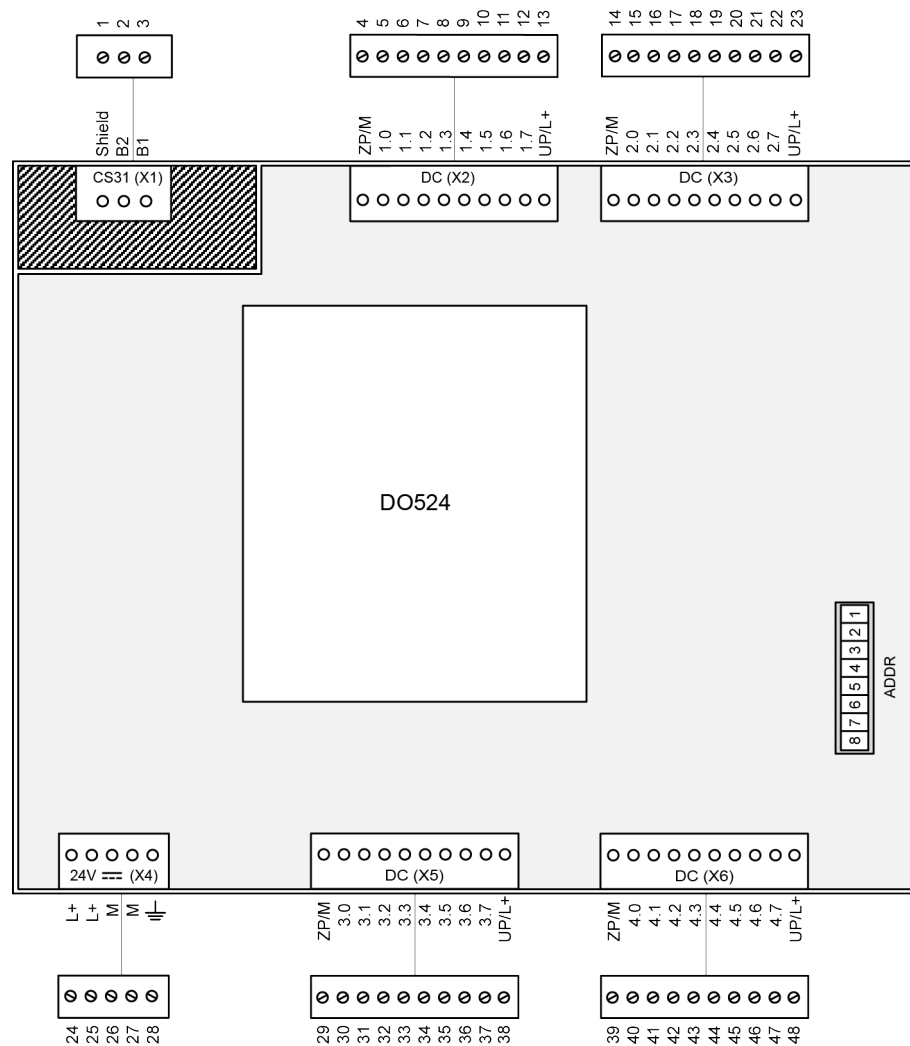 1 2 3
4 5 6 7 8 9 10 11 12 13
14 15 16 17 18 19 20 21 22 23
Shield B2 B1
ZP/M 1.0 1.1 1.2 1.3 1.4 1.5 1.6 1.7 UP/L+
ZP/M 2.0 2.1 2.2 2.3 2.4 2.5 2.6 2.7 UP/L+
CS31 (X1)
DC (X2)
DC (X3)
DO524
1 2 3 4 5 6 7 8
ADDR
24V (X4)
DC (X5)
DC (X6)
L+ L+ M M
ZP/M 3.0 3.1 3.2 3.3 3.4 3.5 3.6 3.7 UP/L+
ZP/M 4.0 4.1 4.2 4.3 4.4 4.5 4.6 4.7 UP/L+
24 25 26 27 28
29 30 31 32 33 34 35 36 37 38
39 40 41 42 43 44 45 46 47 48